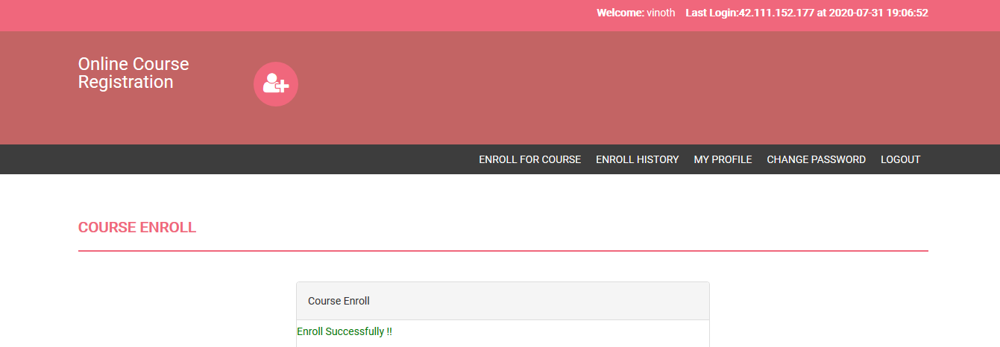 Welcome: vinoth Last Login:42.111.152.177 at 2020-07-31 19:06:52
Online Course
Registration
ENROLL FOR COURSE ENROLL HISTORY MY PROFILE CHANGE PASSWORD LOGOUT
COURSE ENROLL
Course Enroll
Enroll Successfully !!